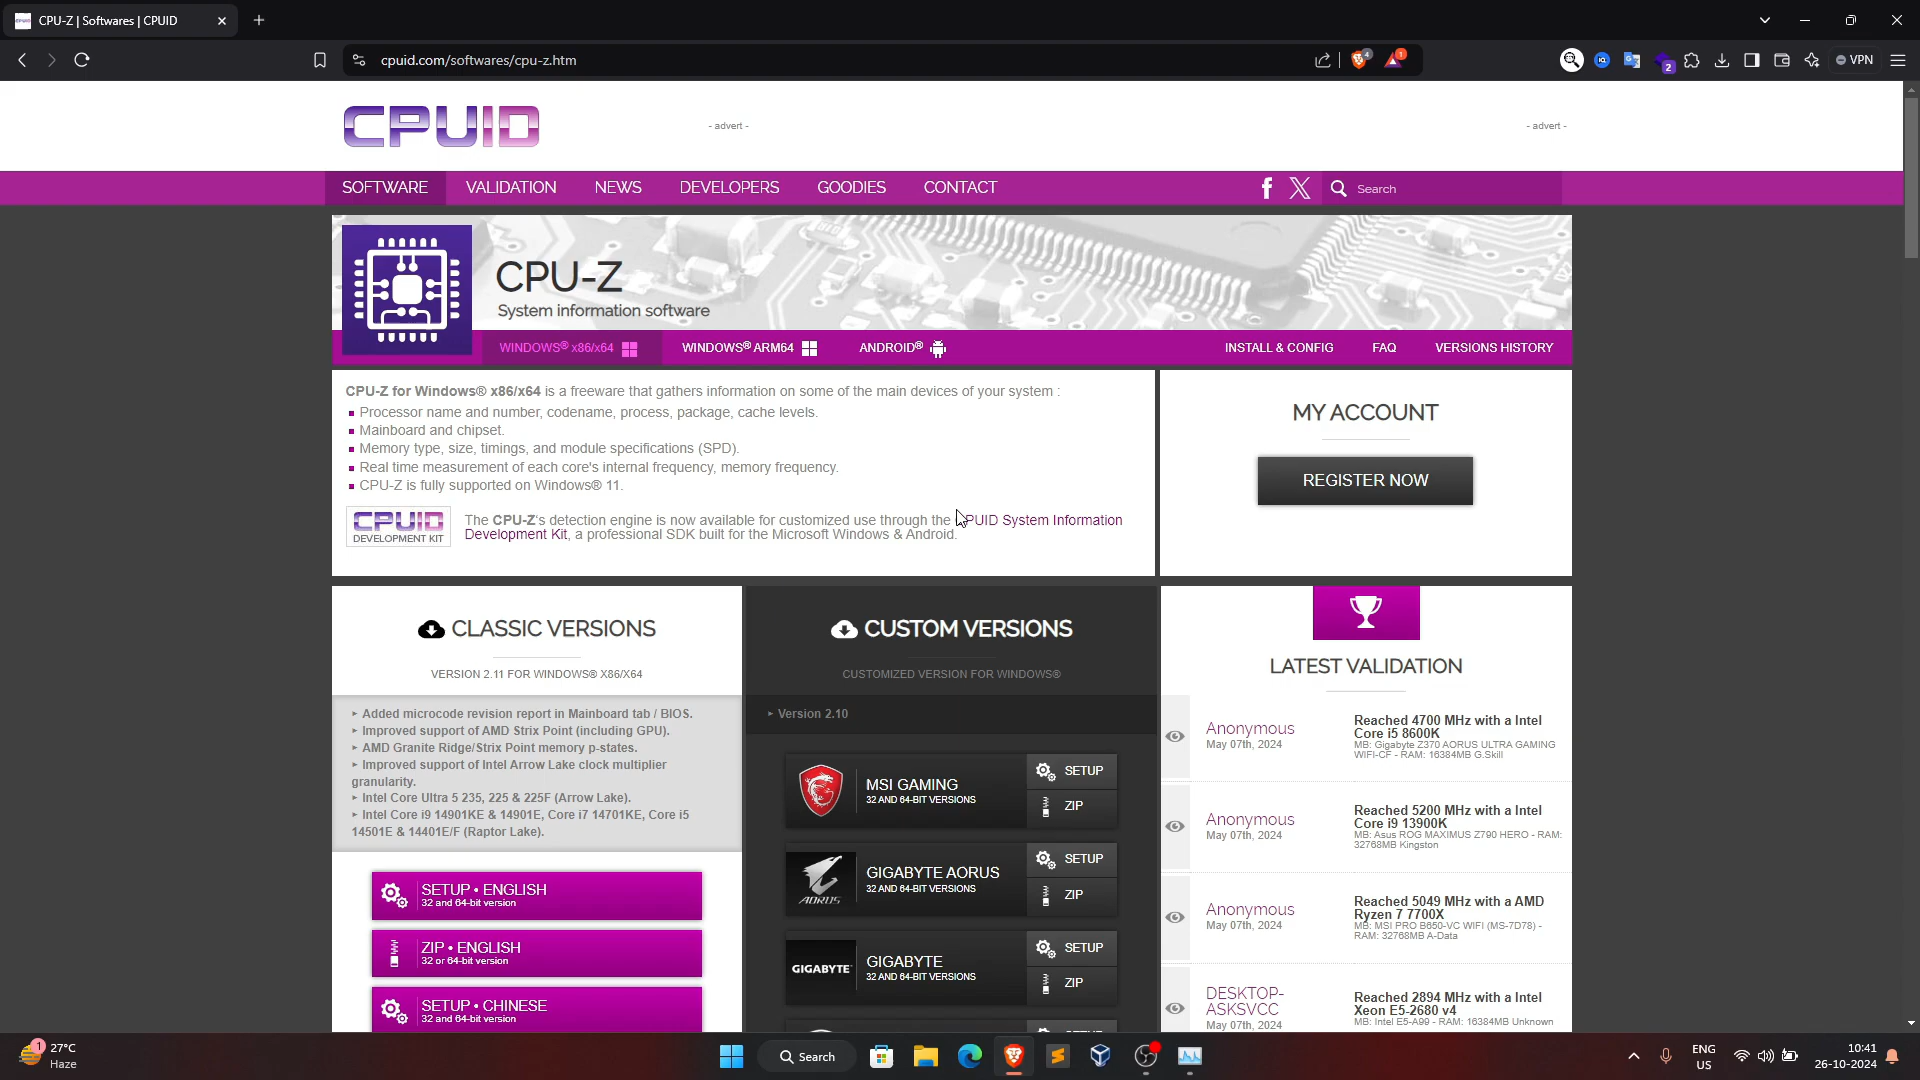 CPU-Z | Softwares | CPUID
cpuid.com/softwares/cpu-z.htm
4
1
2
VPN
CPUID
- advert -
- advert -
SOFTWARE VALIDATION NEWS DEVELOPERS GOODIES CONTACT
Search
CPU-Z
System information software
WINDOWS® x86/x64 WINDOWS® ARM64 ANDROID®
INSTALL & CONFIG FAQ VERSIONS HISTORY
CPU-Z for Windows® x86/x64 is a freeware that gathers information on some of the main devices of your system :
Processor name and number, codename, process, package, cache levels.
Mainboard and chipset.
Memory type, size, timings, and module specifications (SPD).
Real time measurement of each core's internal frequency, memory frequency.
CPU-Z is fully supported on Windows® 11.
CPUID
DEVELOPMENT KIT
The CPU-Z's detection engine is now available for customized use through the CPUID System Information
Development Kit, a professional SDK built for the Microsoft Windows & Android.
MY ACCOUNT
REGISTER NOW
CLASSIC VERSIONS
VERSION 2.11 FOR WINDOWS® X86/X64
Added microcode revision report in Mainboard tab / BIOS.
Improved support of AMD Strix Point (including GPU).
AMD Granite Ridge/Strix Point memory p-states.
Improved support of Intel Arrow Lake clock multiplier
granularity.
Intel Core Ultra 5 235, 225 & 225F (Arrow Lake).
Intel Core i9 14901KE & 14901E, Core i7 14701KE, Core i5
14501E & 14401E/F (Raptor Lake).
SETUP • ENGLISH
32 and 64-bit version
ZIP • ENGLISH
32 or 64-bit version
SETUP • CHINESE
32 and 64-bit version
CUSTOM VERSIONS
CUSTOMIZED VERSION FOR WINDOWS®
Version 2.10
MSI GAMING
32 AND 64-BIT VERSIONS
SETUP
ZIP
AORUS
GIGABYTE AORUS
32 AND 64-BIT VERSIONS
SETUP
ZIP
GIGABYTE
GIGABYTE
32 AND 64-BIT VERSIONS
SETUP
ZIP
LATEST VALIDATION
Anonymous
May 07th, 2024
Reached 4700 MHz with a Intel
Core i5 8600K
MB: Gigabyte Z370 AORUS ULTRA GAMING
WIFI-CF - RAM: 16384MB G.Skill
Anonymous
May 07th, 2024
Reached 5200 MHz with a Intel
Core i9 13900K
MB: Asus ROG MAXIMUS Z790 HERO - RAM:
32768MB Kingston
Anonymous
May 07th, 2024
Reached 5049 MHz with a AMD
Ryzen 7 7700X
MB: MSI PRO B650-VC WIFI (MS-7D78) -
RAM: 32768MB A-Data
DESKTOP-
ASKSVCC
May 07th, 2024
Reached 2894 MHz with a Intel
Xeon E5-2680 v4
MB: Intel E5-A99 - RAM: 16384MB Unknown
1
27°C
Haze
Search
ENG
US
10:41
26-10-2024